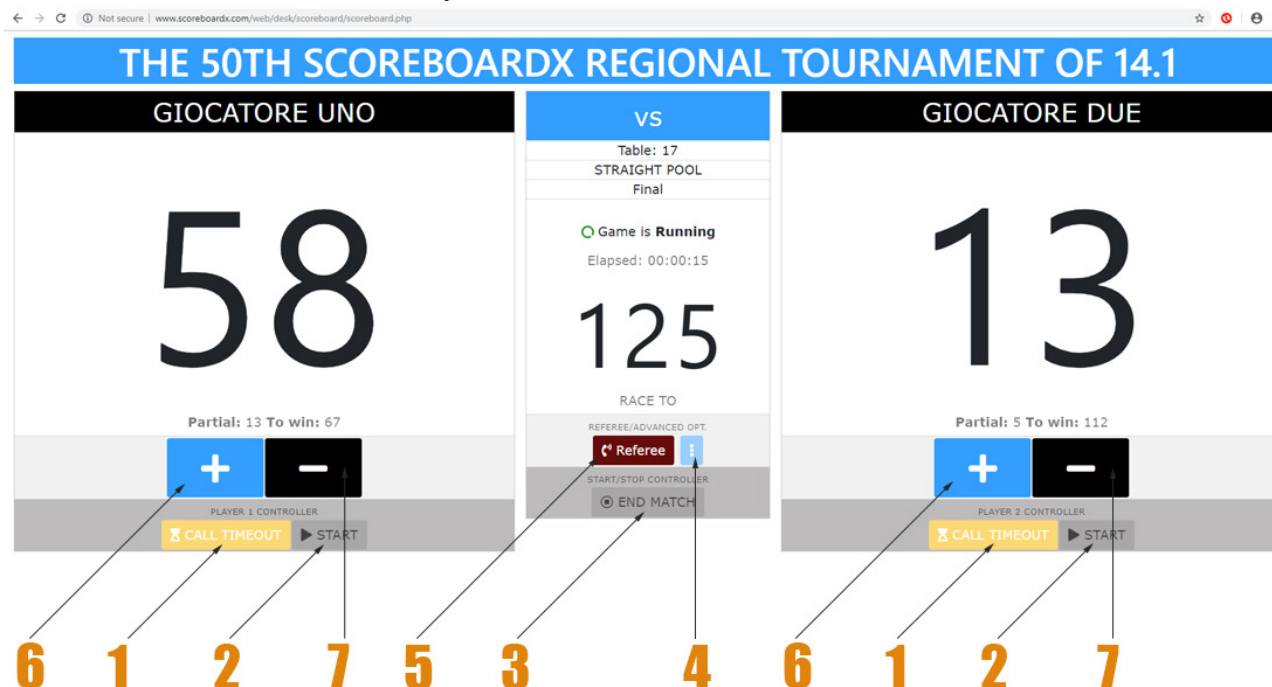 Not secure | www.scoreboardx.com/web/desk/scoreboard/scoreboard.php
THE 50TH SCOREBOARDX REGIONAL TOURNAMENT OF 14.1
GIOCATORE UNO
58
Partial: 13 To win: 67
PLAYER 1 CONTROLLER
CALL TIMEOUT
START
vs
Table: 17
STRAIGHT POOL
Final
Game is Running
Elapsed: 00:00:15
125
RACE TO
REFEREE/ADVANCED OPT.
Referee
START/STOP CONTROLLER
END MATCH
GIOCATORE DUE
13
Partial: 5 To win: 112
PLAYER 2 CONTROLLER
CALL TIMEOUT
START
6 1 2 7 5 3 4 6 1 2 7